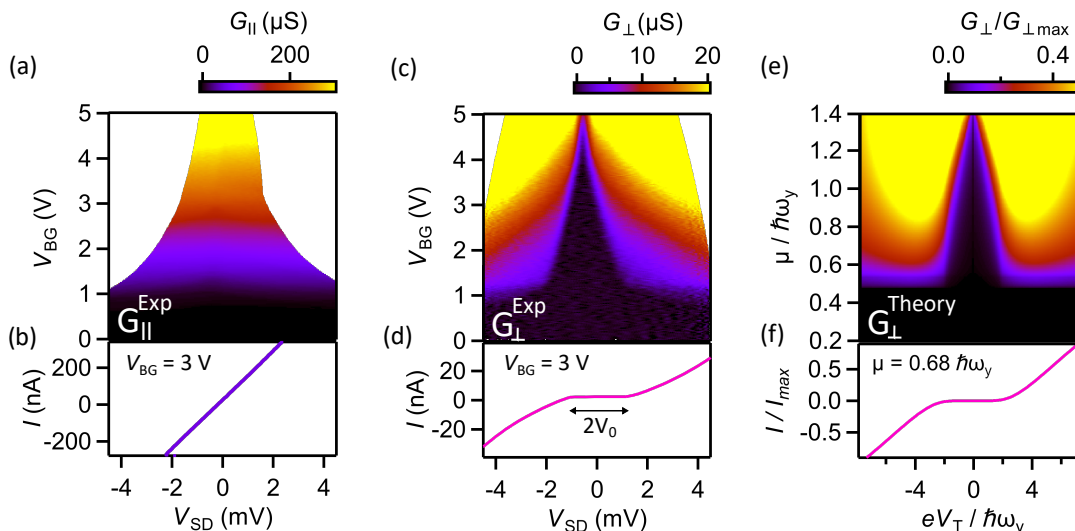 G|| (μS)
0 200
(a)
V_BG (V)
5
4
3
2
1
0
G||^Exp
(b)
V_BG = 3 V
I (nA)
200
0
-200
-4 -2 0 2 4
V_SD (mV)
G⊥(μS)
0 10 20
(c)
V_BG (V)
5
4
3
2
1
0
G⊥^Exp
(d)
V_BG = 3 V
I (nA)
20
0
-20
2V_0
-4 -2 0 2 4
V_SD (mV)
G⊥/G⊥max
0.0 0.4
(e)
μ / ħω_y
1.4
1.2
1.0
0.8
0.6
0.4
0.2
G⊥^Theory
(f)
μ = 0.68 ħω_y
I / I_max
0.2
0.0
-0.5
-4 0 4
eV_T / ħω_y